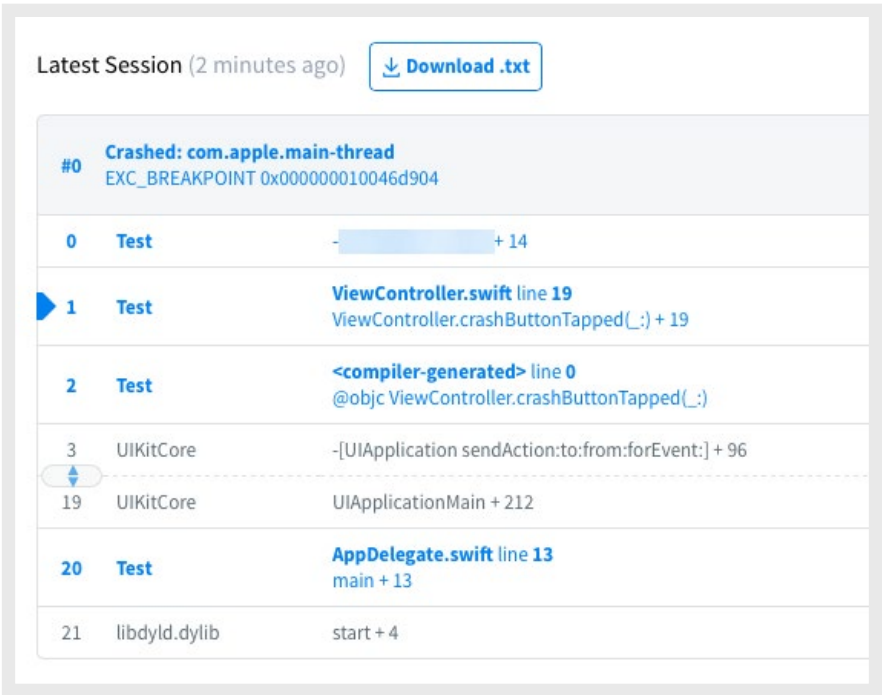 Latest Session (2 minutes ago) Download .txt
#0 Crashed: com.apple.main-thread
EXC_BREAKPOINT 0x000000010046d904
0 Test - + 14
ViewController.swift line 19
1 Test
ViewController.crashButtonTapped(_:) + 19
<compiler-generated> line 0
2 Test
@objc ViewController.crashButtonTapped(_:)
3 UIKitCore -[UIApplication sendAction:to:from:forEvent:] + 96
19 UIKitCore UIApplicationMain + 212
AppDelegate.swift line 13
20 Test
main + 13
21 libdyld.dylib start + 4